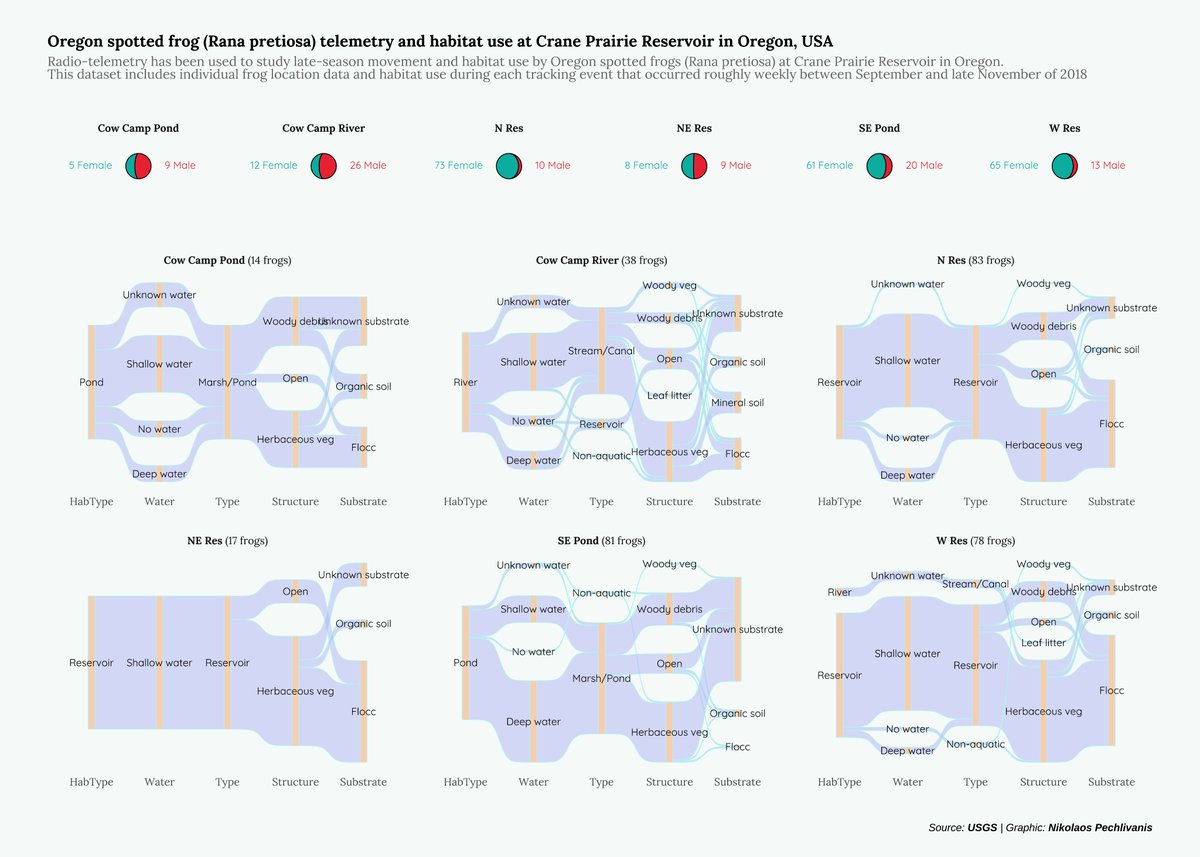 Oregon spotted frog (Rana pretiosa) telemetry and habitat use at Crane Prairie Reservoir in Oregon, USA
Radio-telemetry has been used to study late-season movement and habitat use by Oregon spotted frogs (Rana pretiosa) at Crane Prairie Reservoir in Oregon.
This dataset includes individual frog location data and habitat use during each tracking event that occurred roughly weekly between September and late November of 2018
Cow Camp Pond
5 Female 9 Male
Cow Camp River
12 Female 26 Male
N Res
73 Female 10 Male
NE Res
8 Female 9 Male
SE Pond
61 Female 20 Male
W Res
65 Female 13 Male
Cow Camp Pond (14 frogs)
Pond
Unknown water
Shallow water
No water
Deep water
Marsh/Pond
Woody debris
Open
Herbaceous veg
Unknown substrate
Organic soil
Flocc
HabType Water Type Structure Substrate
Cow Camp River (38 frogs)
River
Unknown water
Shallow water
No water
Deep water
Stream/Canal
Reservoir
Non-aquatic
Woody veg
Woody debris
Open
Leaf litter
Herbaceous veg
Unknown substrate
Organic soil
Mineral soil
Flocc
HabType Water Type Structure Substrate
N Res (83 frogs)
Reservoir
Unknown water
Shallow water
No water
Deep water
Reservoir
Woody veg
Woody debris
Open
Herbaceous veg
Unknown substrate
Organic soil
Flocc
HabType Water Type Structure Substrate
NE Res (17 frogs)
Reservoir
Shallow water
Reservoir
Open
Herbaceous veg
Unknown substrate
Organic soil
Flocc
HabType Water Type Structure Substrate
SE Pond (81 frogs)
Pond
Unknown water
Shallow water
No water
Deep water
Non-aquatic
Marsh/Pond
Woody veg
Woody debris
Open
Herbaceous veg
Unknown substrate
Organic soil
Flocc
HabType Water Type Structure Substrate
W Res (78 frogs)
River
Reservoir
Unknown water
Shallow water
No water
Deep water
Stream/Canal
Reservoir
Non-aquatic
Woody veg
Woody debris
Open
Leaf litter
Herbaceous veg
Unknown substrate
Organic soil
Flocc
HabType Water Type Structure Substrate
Source: USGS | Graphic: Nikolaos Pechlivanis